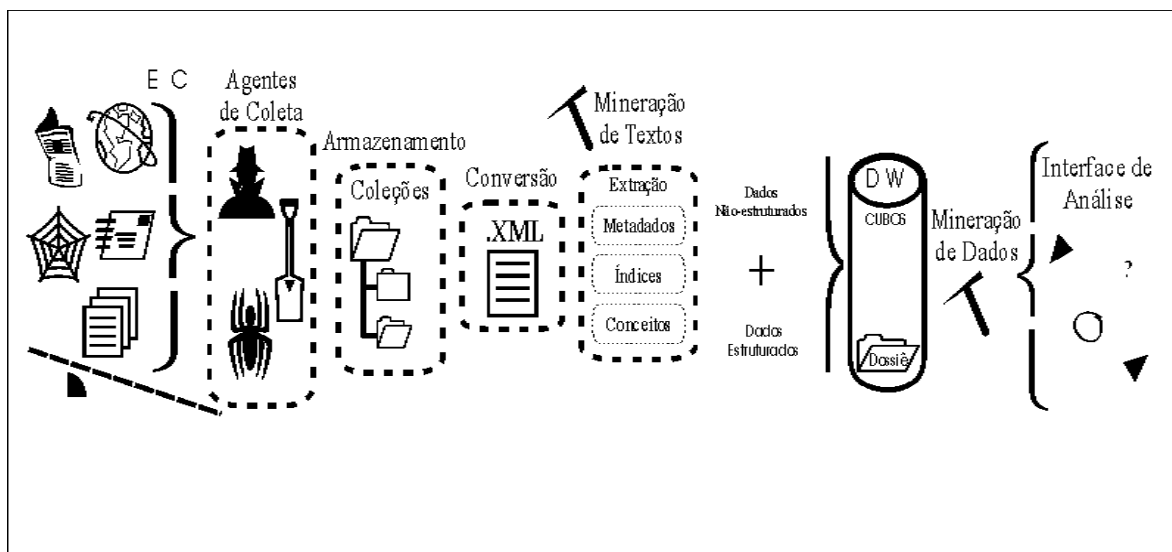 E C
Agentes
de Coleta
Armazenamento
Coleções
Conversão
.XML
Mineração
de Textos
Extração
Metadados
Índices
Conceitos
Dados
Não-estruturados
+
Dados
Estruturados
D W
CUBOS
Dossiê
Mineração
de Dados
Interface de
Análise
?